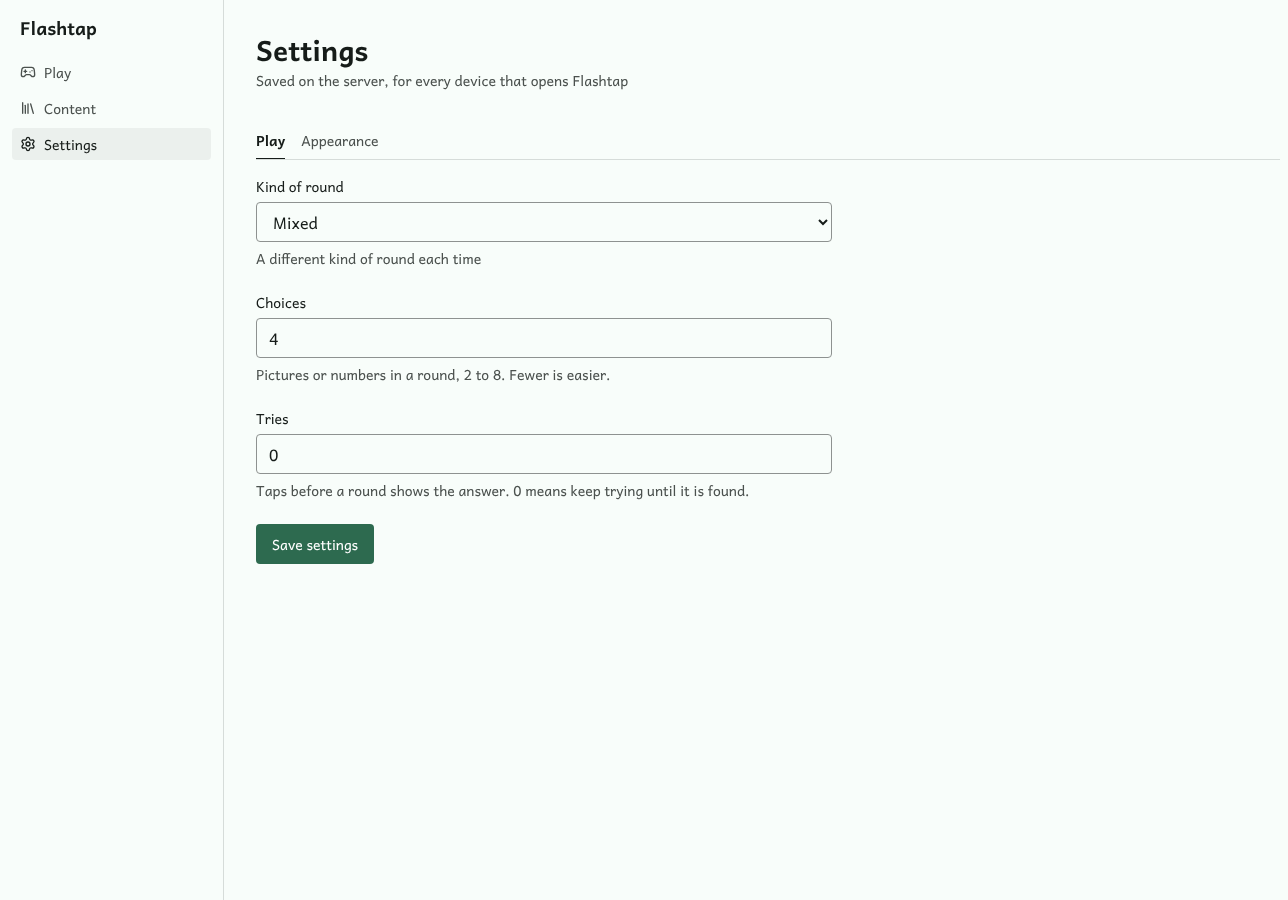 Flashtap
Play
Content
Settings
Settings
Saved on the server, for every device that opens Flashtap
Play
Appearance
Kind of round
Mixed
A different kind of round each time
Choices
4
Pictures or numbers in a round, 2 to 8. Fewer is easier.
Tries
0
Taps before a round shows the answer. 0 means keep trying until it is found.
Save settings